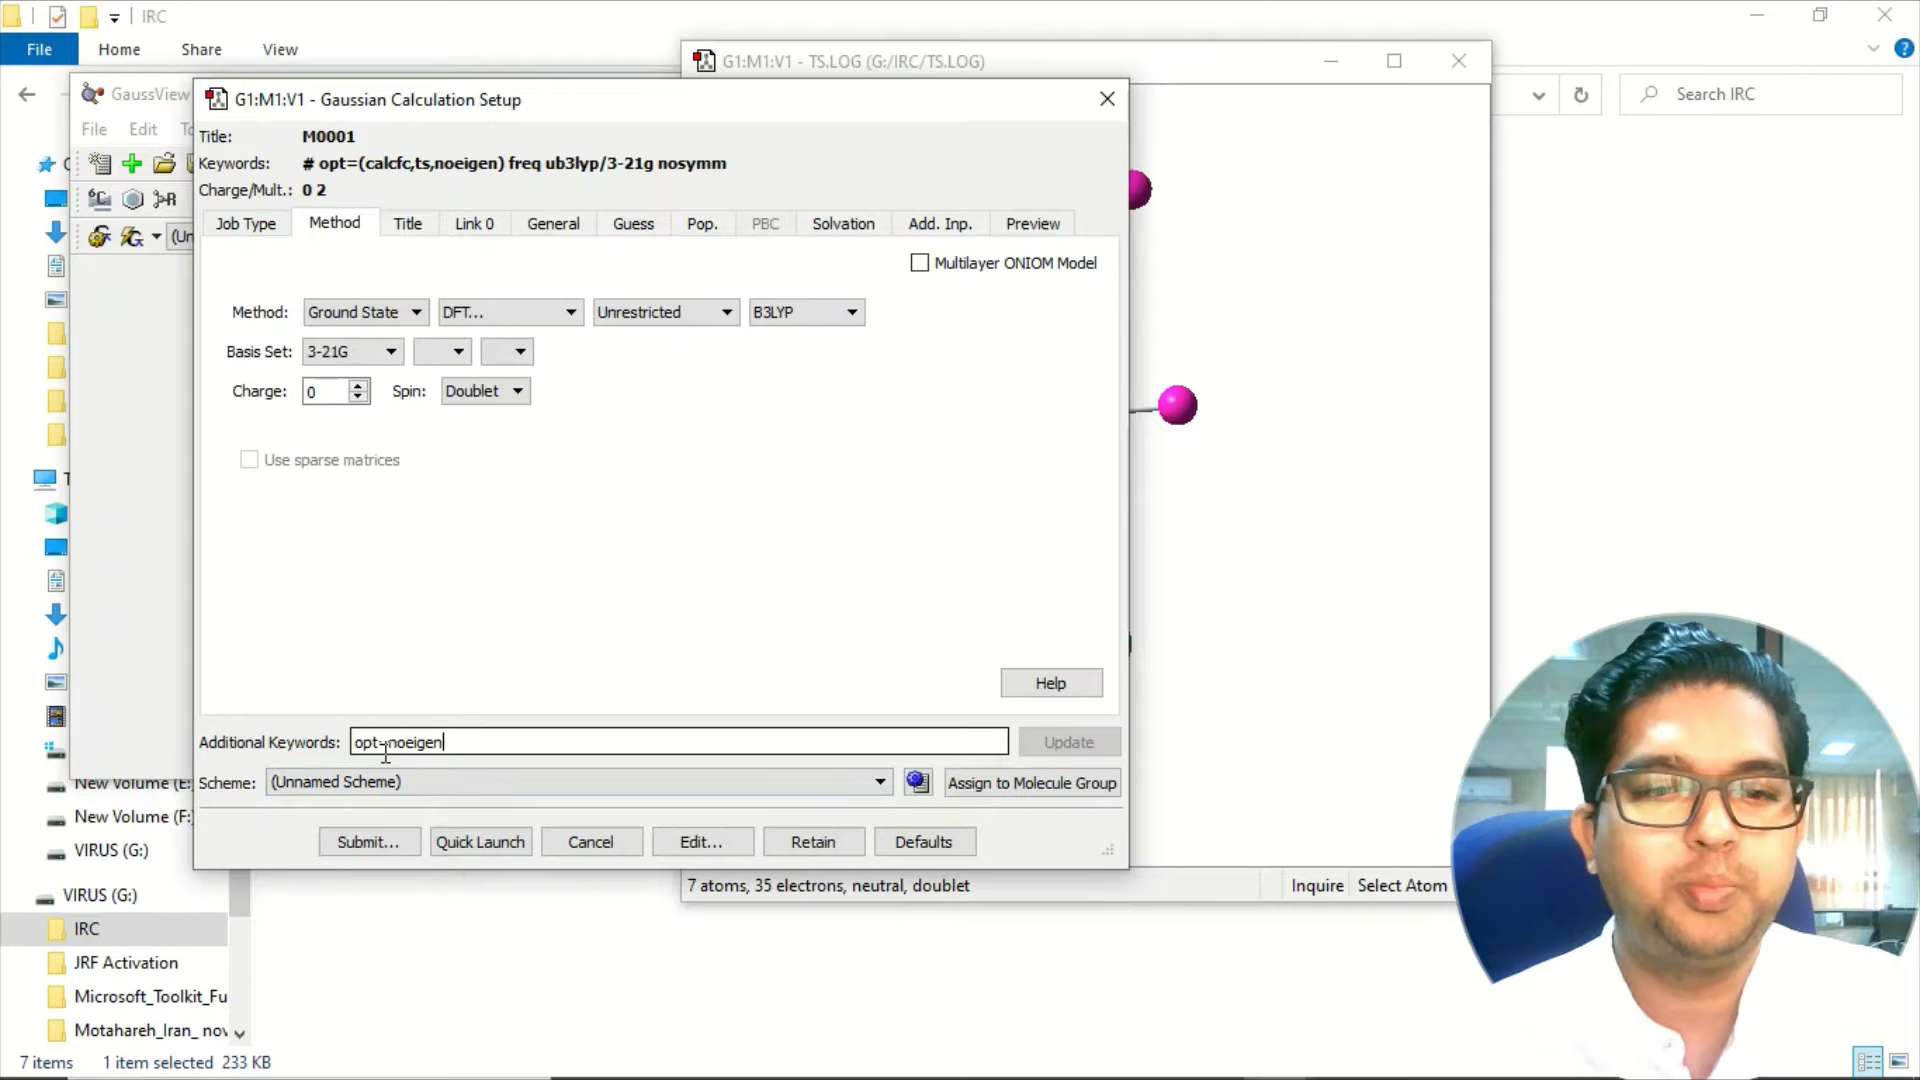 IRC
File Home Share View
G1:M1:V1 - TS.LOG (G:/IRC/TS.LOG)
Search IRC
GaussView
File Edit
G1:M1:V1 - Gaussian Calculation Setup
Title: M0001
Keywords: # opt=(calcfc,ts,noeigen) freq ub3lyp/3-21g nosymm
Charge/Mult.: 0 2
Job Type Method Title Link 0 General Guess Pop. PBC Solvation Add. Inp. Preview
Multilayer ONIOM Model
Method: Ground State DFT... Unrestricted B3LYP
Basis Set: 3-21G
Charge: 0 Spin: Doublet
Use sparse matrices
Help
Additional Keywords: opt=noeigen Update
Scheme: (Unnamed Scheme) Assign to Molecule Group
Submit... Quick Launch Cancel Edit... Retain Defaults
7 atoms, 35 electrons, neutral, doublet Inquire Select Atom
New Volume (E:
New Volume (F:
VIRUS (G:)
VIRUS (G:)
IRC
JRF Activation
Microsoft_Toolkit_Fu
Motahareh_Iran_ nov
7 items 1 item selected 233 KB